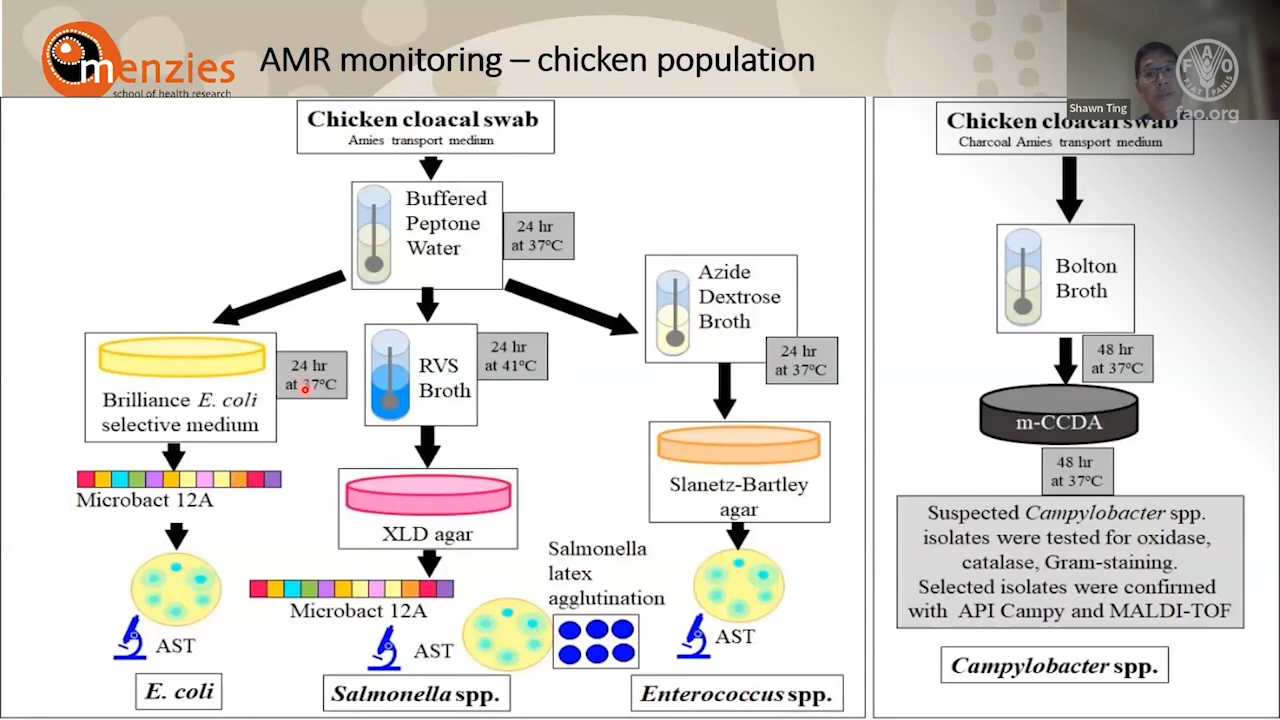 menzies
school of health research
AMR monitoring – chicken population
Shawn Ting
FAO
FIAT PANIS
fao.org
Chicken cloacal swab
Amies transport medium
Buffered
Peptone
Water
24 hr
at 37°C
Brilliance E. coli
selective medium
24 hr
at 37°C
RVS
Broth
24 hr
at 41°C
Azide
Dextrose
Broth
24 hr
at 37°C
Microbact 12A
XLD agar
Slanetz-Bartley
agar
Microbact 12A
Salmonella
latex
agglutination
AST
AST
AST
E. coli
Salmonella spp.
Enterococcus spp.
Chicken cloacal swab
Charcoal Amies transport medium
Bolton
Broth
48 hr
at 37°C
m-CCDA
48 hr
at 37°C
Suspected Campylobacter spp.
isolates were tested for oxidase,
catalase, Gram-staining.
Selected isolates were confirmed
with API Campy and MALDI-TOF
Campylobacter spp.